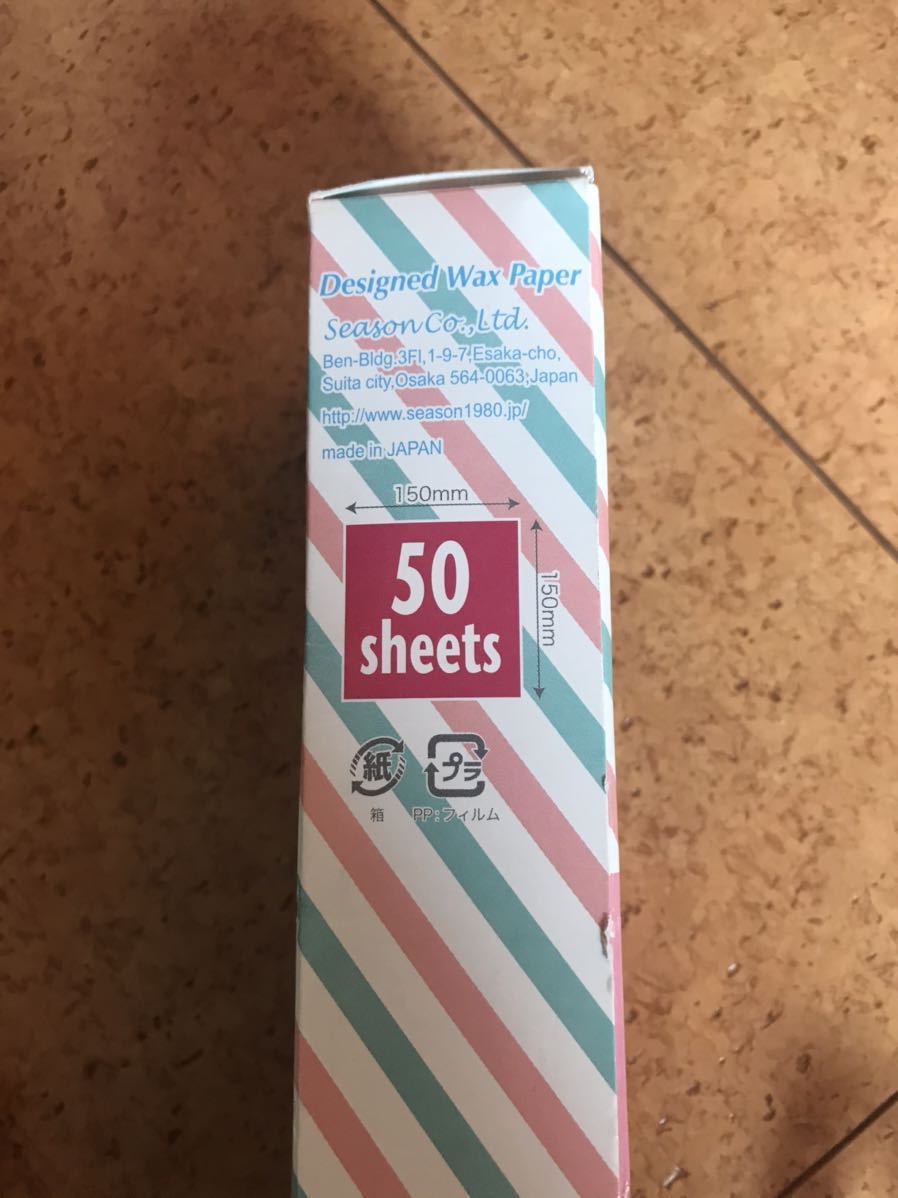 Designed Wax Paper
Season Co.,Ltd.
Ben-Bldg.3Fl,1-9-7,Esaka-cho,
Suita city,Osaka 564-0063,Japan
http://www.season1980.jp/
made in JAPAN
150mm
50
sheets
150mm
紙
プラ
箱
PP:フィルム